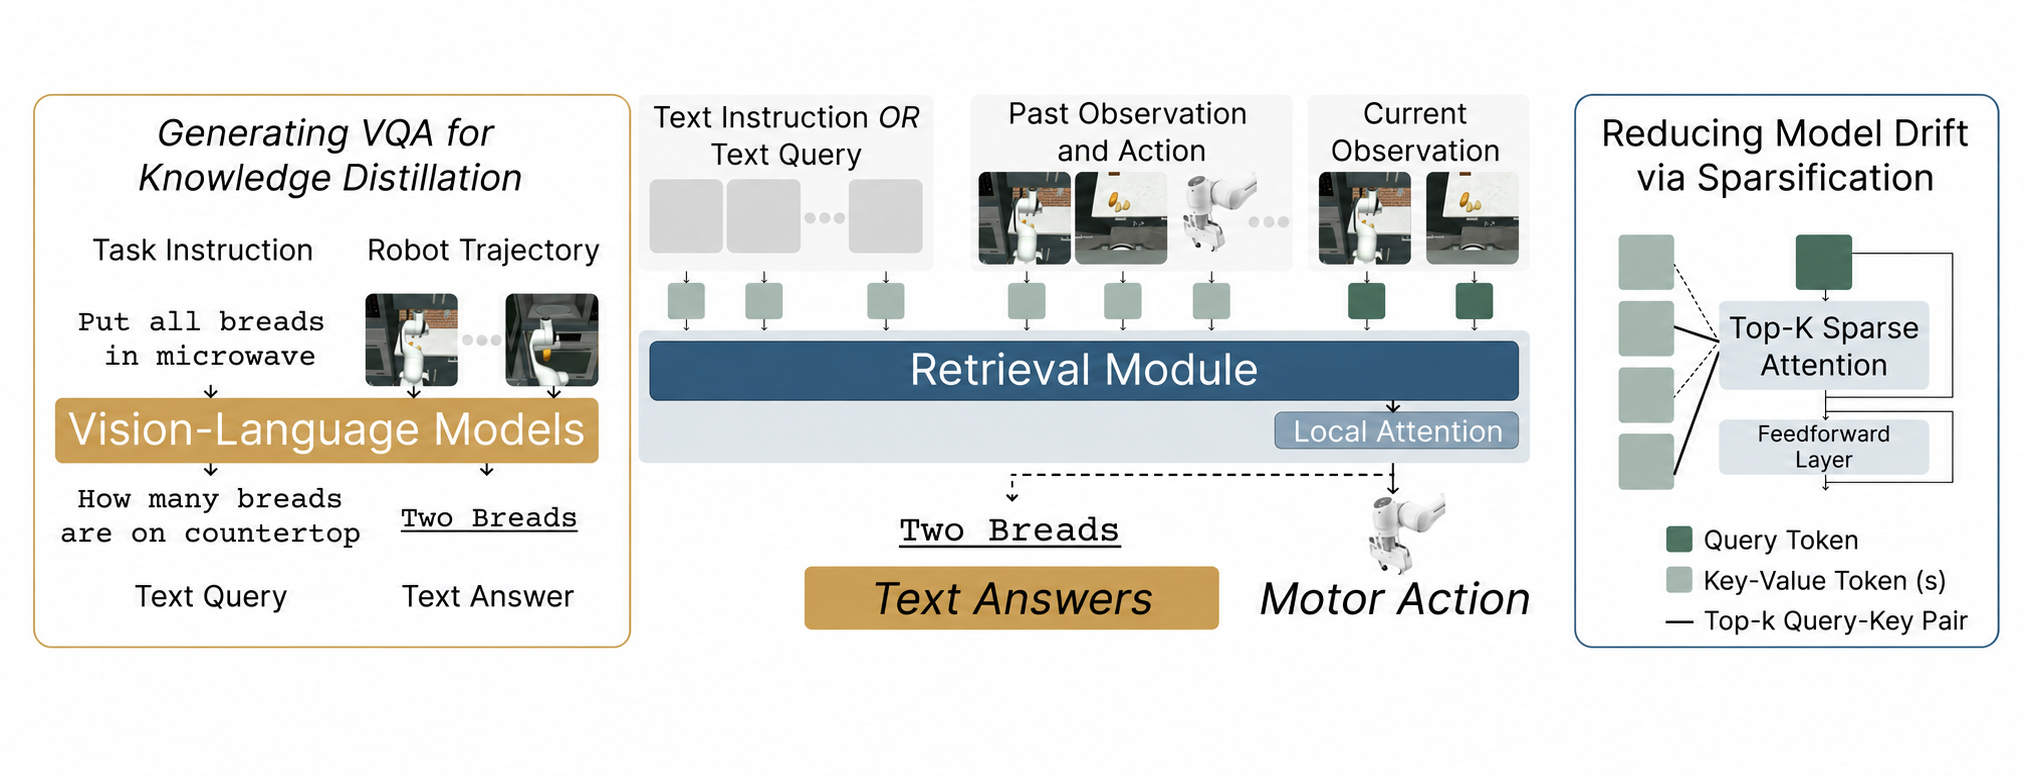 Generating VQA for
Knowledge Distillation
Task Instruction
Robot Trajectory
Put all breads
in microwave
Vision-Language Models
How many breads
are on countertop
Two Breads
Text Query
Text Answer
Text Instruction OR
Text Query
Past Observation
and Action
Current
Observation
Retrieval Module
Local Attention
Two Breads
Text Answers
Motor Action
Reducing Model Drift
via Sparsification
Top-K Sparse
Attention
Feedforward
Layer
Query Token
Key-Value Token (s)
Top-k Query-Key Pair